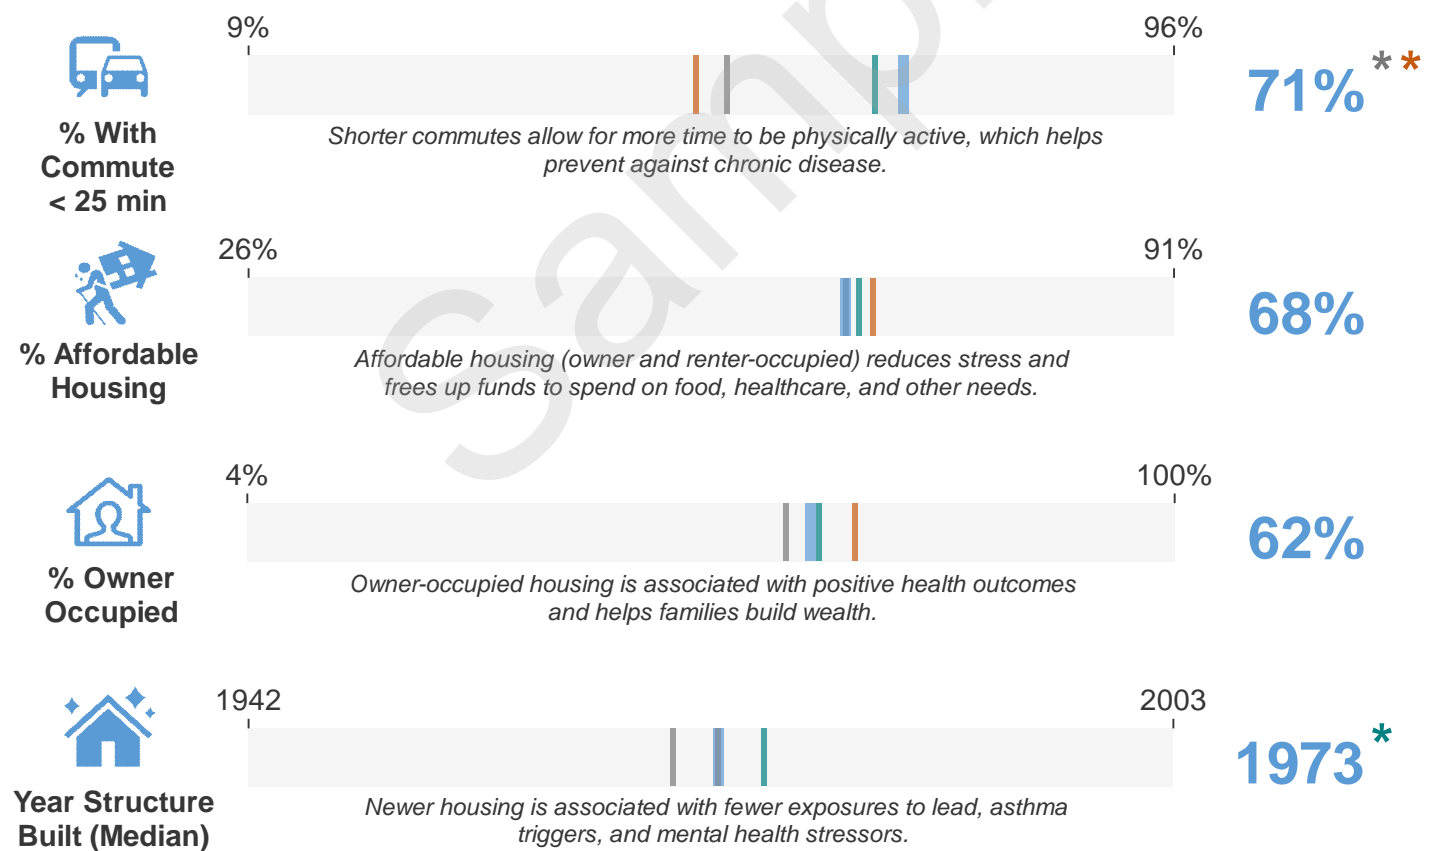 9%
96%
71% **
% With
Commute
< 25 min
Shorter commutes allow for more time to be physically active, which helps
prevent against chronic disease.
26%
91%
68%
% Affordable
Housing
Affordable housing (owner and renter-occupied) reduces stress and
frees up funds to spend on food, healthcare, and other needs.
4%
100%
62%
% Owner
Occupied
Owner-occupied housing is associated with positive health outcomes
and helps families build wealth.
1942
2003
1973 *
Year Structure
Built (Median)
Newer housing is associated with fewer exposures to lead, asthma
triggers, and mental health stressors.
Samp